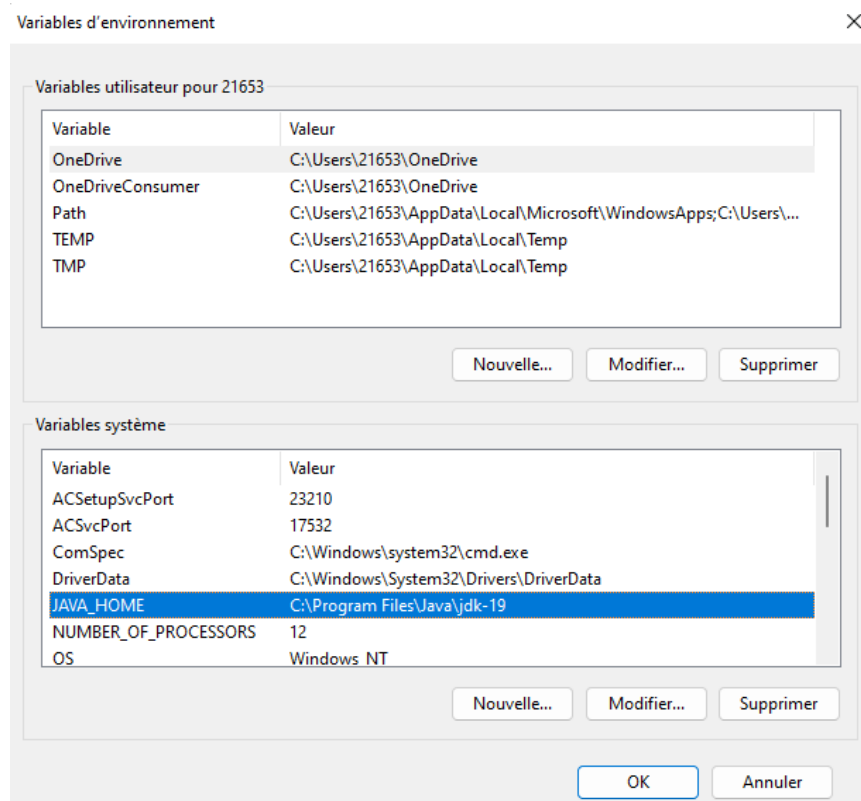 Variables d'environnement
Variables utilisateur pour 21653
Variable Valeur
OneDrive C:\Users\21653\OneDrive
OneDriveConsumer C:\Users\21653\OneDrive
Path C:\Users\21653\AppData\Local\Microsoft\WindowsApps;C:\Users\...
TEMP C:\Users\21653\AppData\Local\Temp
TMP C:\Users\21653\AppData\Local\Temp
Nouvelle... Modifier... Supprimer
Variables système
Variable Valeur
ACSetupSvcPort 23210
ACSvcPort 17532
ComSpec C:\Windows\system32\cmd.exe
DriverData C:\Windows\System32\Drivers\DriverData
JAVA_HOME C:\Program Files\Java\jdk-19
NUMBER_OF_PROCESSORS 12
OS Windows_NT
Nouvelle... Modifier... Supprimer
OK Annuler